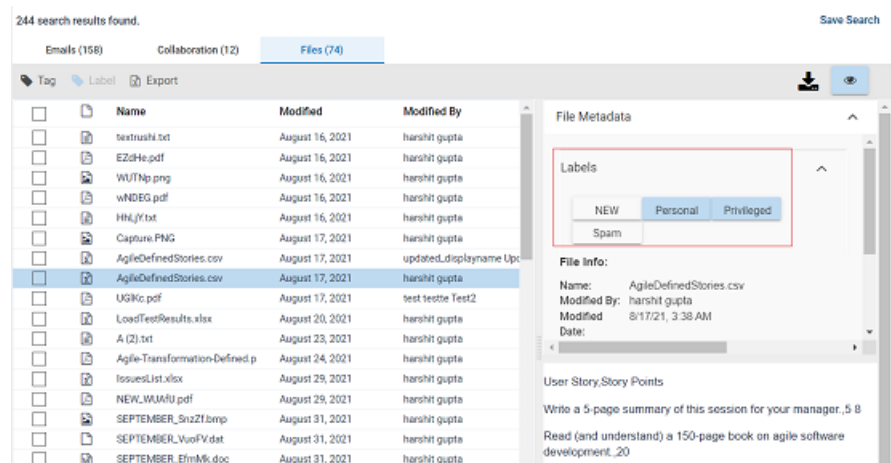 244 search results found.
Save Search
Emails (158) Collaboration (12) Files (74)
Tag Label Export
Name Modified Modified By
textrushi.txt August 16, 2021 harshit gupta
EZdHe.pdf August 16, 2021 harshit gupta
WUTNp.png August 16, 2021 harshit gupta
wNDEG.pdf August 16, 2021 harshit gupta
HhLjY.txt August 16, 2021 harshit gupta
Capture.PNG August 17, 2021 harshit gupta
AgileDefinedStories.csv August 17, 2021 updated_displayname Upd
AgileDefinedStories.csv August 17, 2021 harshit gupta
UGlKc.pdf August 17, 2021 test testte Test2
LoadTestResults.xlsx August 20, 2021 harshit gupta
A (2).txt August 23, 2021 harshit gupta
Agile-Transformation-Defined.p August 24, 2021 harshit gupta
IssuesList.xlsx August 29, 2021 harshit gupta
NEW_WUAfU.pdf August 29, 2021 harshit gupta
SEPTEMBER_SnzZf.bmp August 31, 2021 harshit gupta
SEPTEMBER_VuoFV.dat August 31, 2021 harshit gupta
SEPTEMBER_EfmMk.doc August 31, 2021 harshit gupta
File Metadata
Labels
NEW Personal Privileged
Spam
File Info:
Name: AgileDefinedStories.csv
Modified By: harshit gupta
Modified 8/17/21, 3:38 AM
Date:
User Story,Story Points
Write a 5-page summary of this session for your manager.,5 8
Read (and understand) a 150-page book on agile software
development.,20